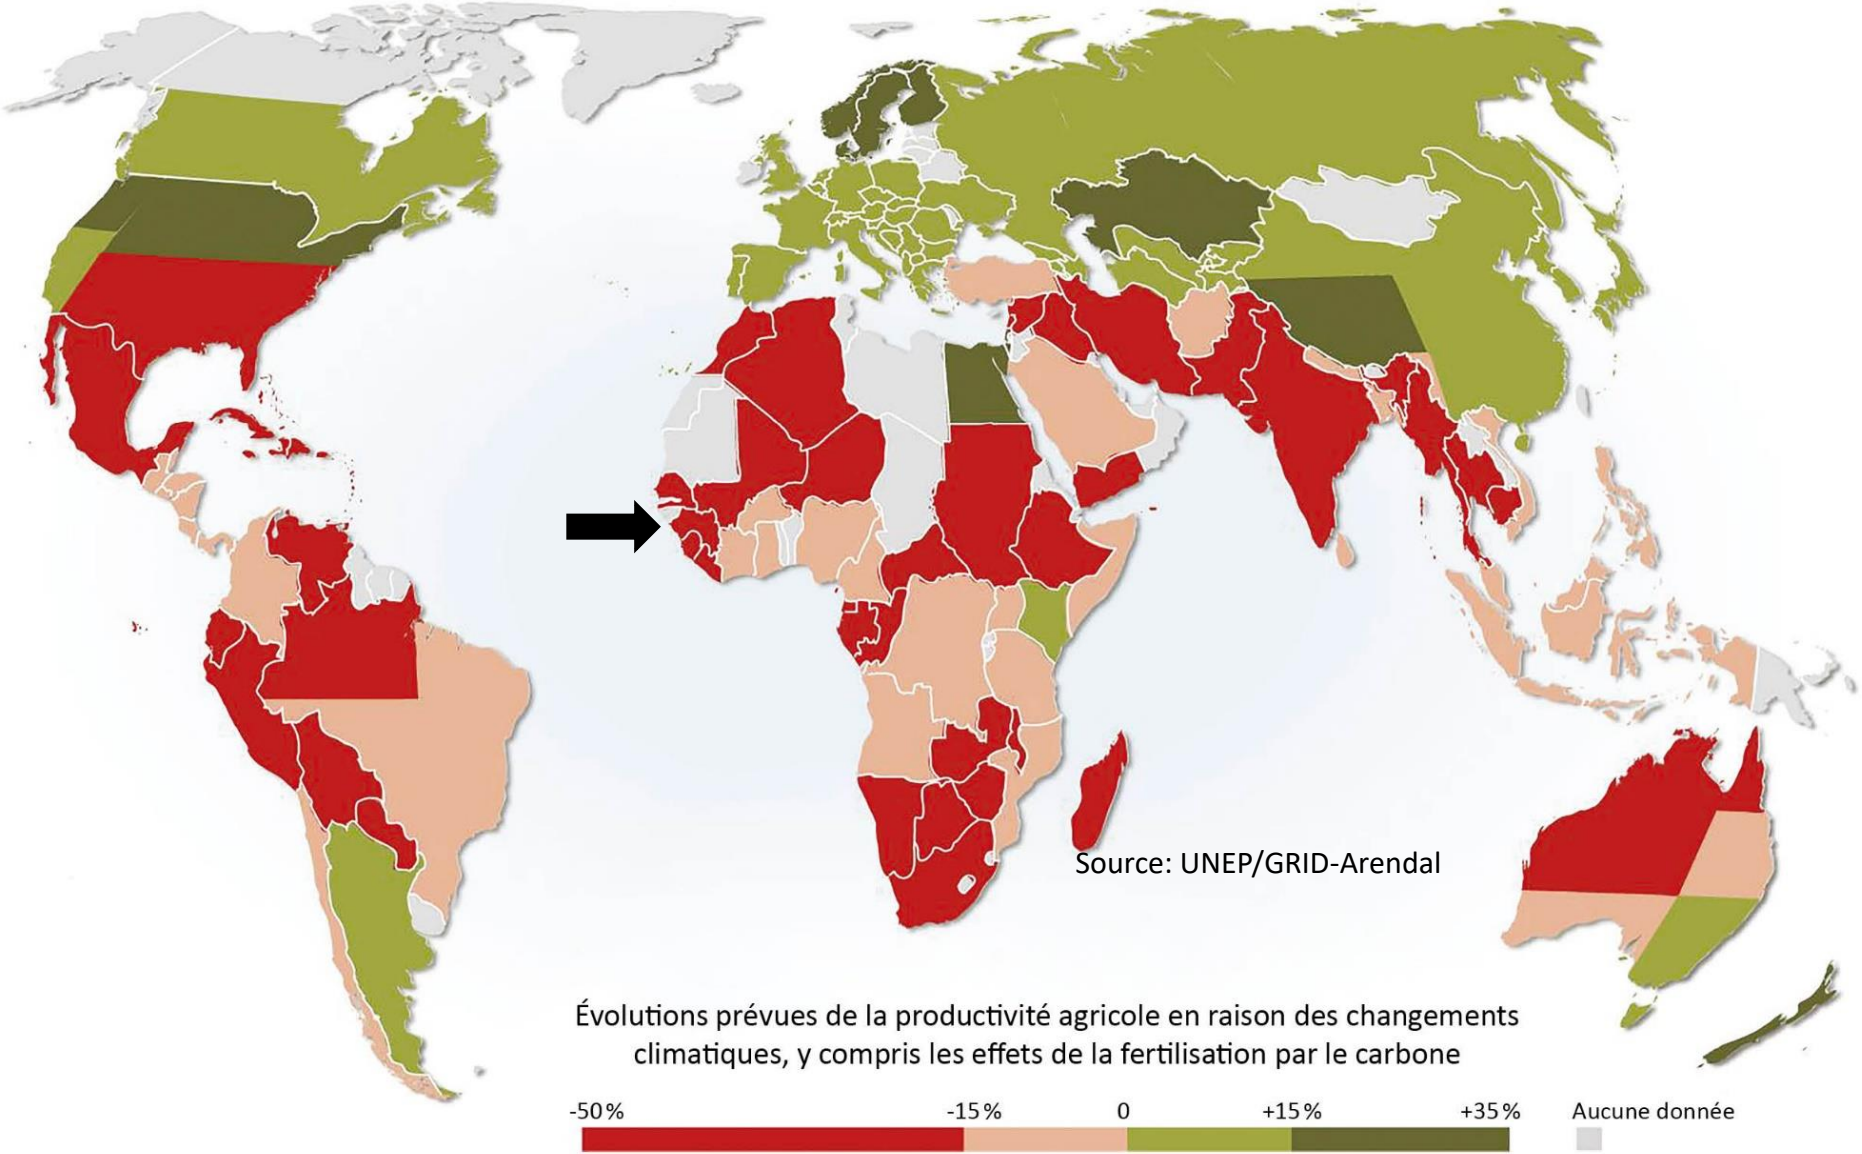 Source: UNEP/GRID-Arendal
Évolutions prévues de la productivité agricole en raison des changements
climatiques, y compris les effets de la fertilisation par le carbone
-50 % -15 % 0 +15 % +35 % Aucune donnée